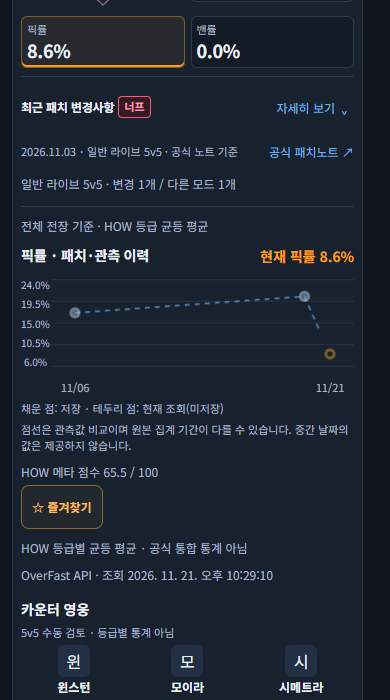 픽률
8.6%
밴률
0.0%
최근 패치 변경사항 너프 자세히 보기 ⌄
2026.11.03 · 일반 라이브 5v5 · 공식 노트 기준 공식 패치노트 ↗
일반 라이브 5v5 · 변경 1개 / 다른 모드 1개
전체 전장 기준 · HOW 등급 균등 평균
픽률 · 패치·관측 이력 현재 픽률 8.6%
24.0%
19.5%
15.0%
10.5%
6.0%
11/06 11/21
채운 점: 저장 · 테두리 점: 현재 조회(미저장)
점선은 관측값 비교이며 원본 집계 기간이 다를 수 있습니다. 중간 날짜의
값은 제공하지 않습니다.
HOW 메타 점수 65.5 / 100
☆ 즐겨찾기
HOW 등급별 균등 평균 · 공식 통합 통계 아님
OverFast API · 조회 2026. 11. 21. 오후 10:29:10
카운터 영웅
5v5 수동 검토 · 등급별 통계 아님
윈 모 시
윈스턴 모이라 시메트라